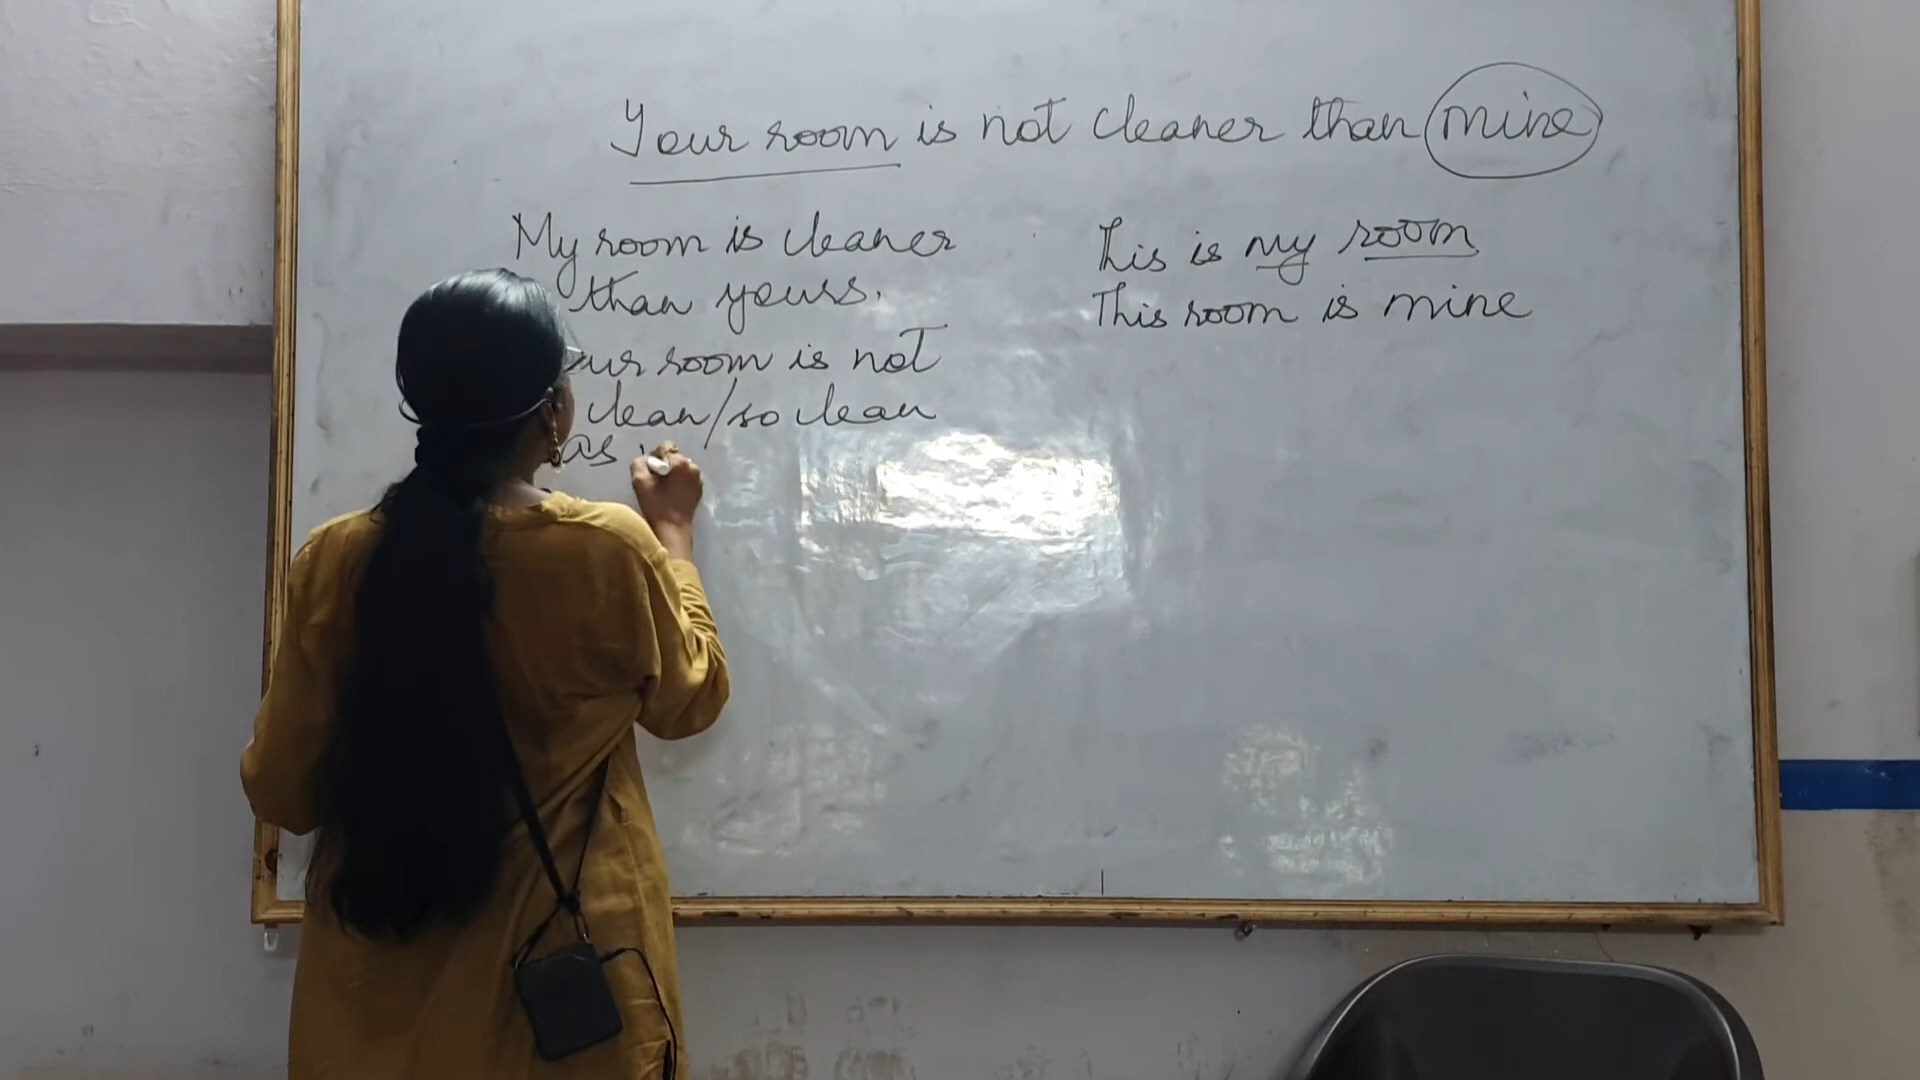 Your room is not cleaner than mine
My room is cleaner
than yours.
This is my room
This room is mine
room is not
clean/so clean
as